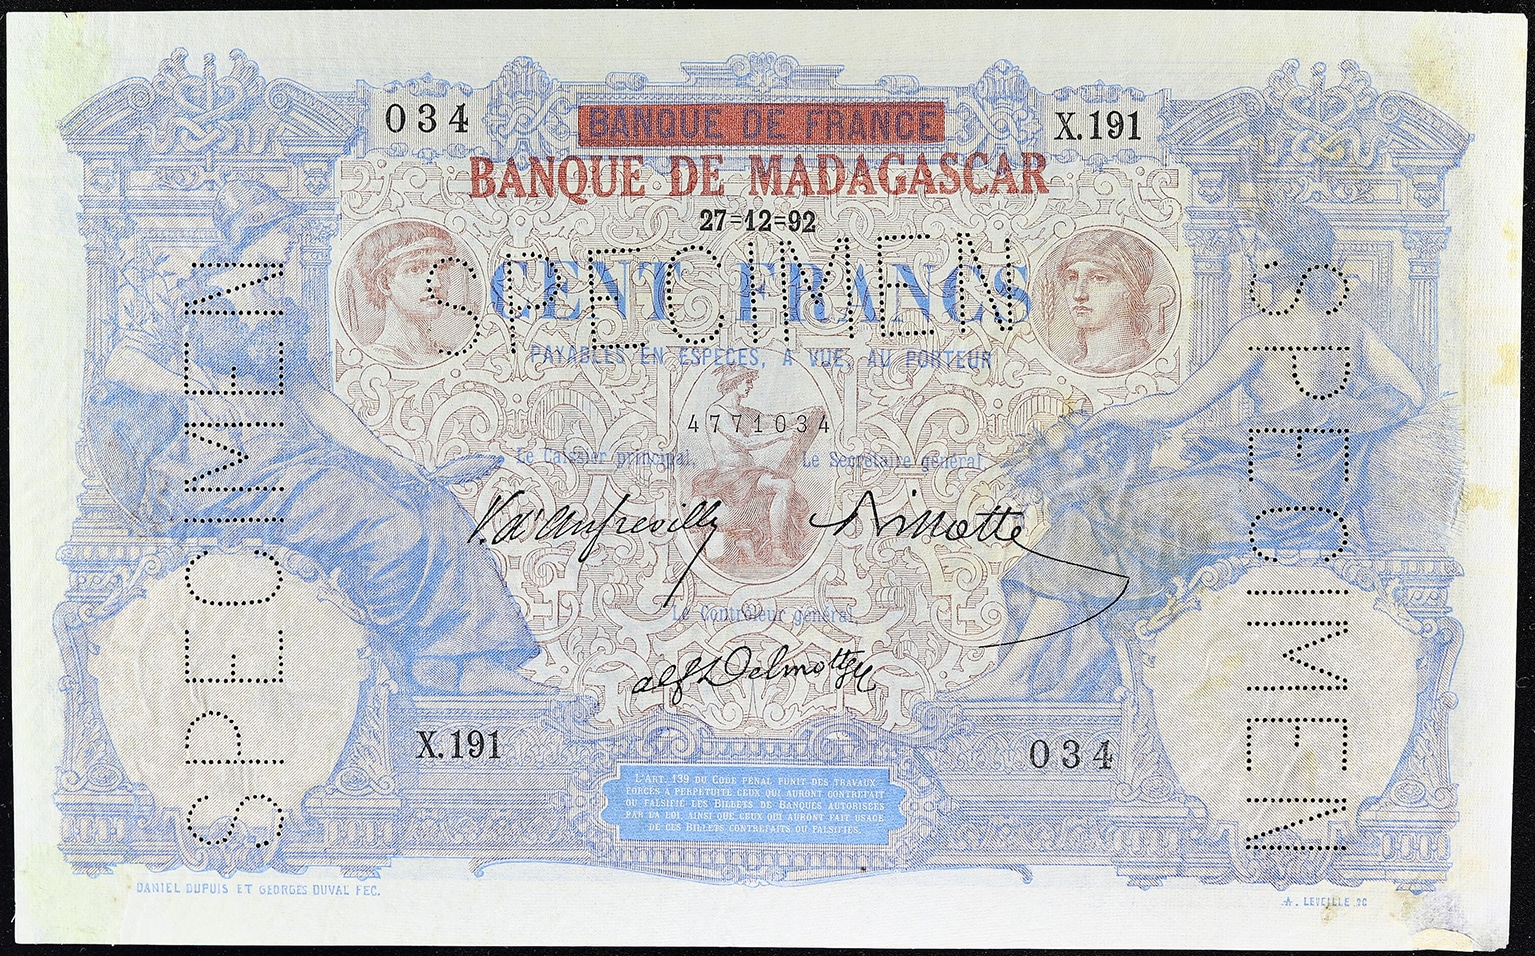 034
BANQUE DE FRANCE
X.191
BANQUE DE MADAGASCAR
27=12=92
SPECIMEN
CENT FRANCS
PAYABLES EN ESPÈCES, A VUE, AU PORTEUR
4771034
Le Caissier principal,
Le Secrétaire général,
V. d'Anfreville
Le Contrôleur général,
SPECIMEN
SPECIMEN
X.191
034
L'ART. 139 DU CODE PÉNAL PUNIT DES TRAVAUX
FORCÉS A PERPÉTUITÉ CEUX QUI AURONT CONTREFAIT
OU FALSIFIÉ LES BILLETS DE BANQUES AUTORISÉES
PAR LA LOI, AINSI QUE CEUX QUI AURONT FAIT USAGE
DE CES BILLETS CONTREFAITS OU FALSIFIÉS.
DANIEL DUPUIS ET GEORGES DUVAL FEC.
A. LEVEILLE SC